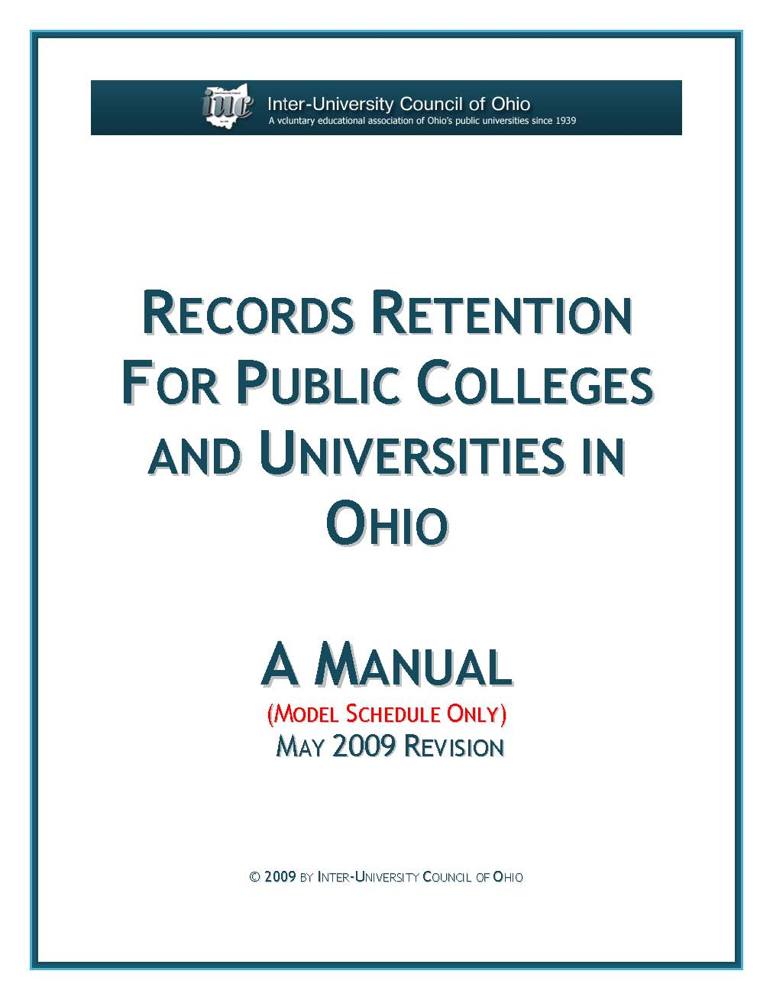 iuc
Inter-University Council of Ohio
A voluntary educational association of Ohio's public universities since 1939
RECORDS RETENTION
FOR PUBLIC COLLEGES
AND UNIVERSITIES IN
OHIO
A MANUAL
(MODEL SCHEDULE ONLY)
MAY 2009 REVISION
© 2009 BY INTER-UNIVERSITY COUNCIL OF OHIO